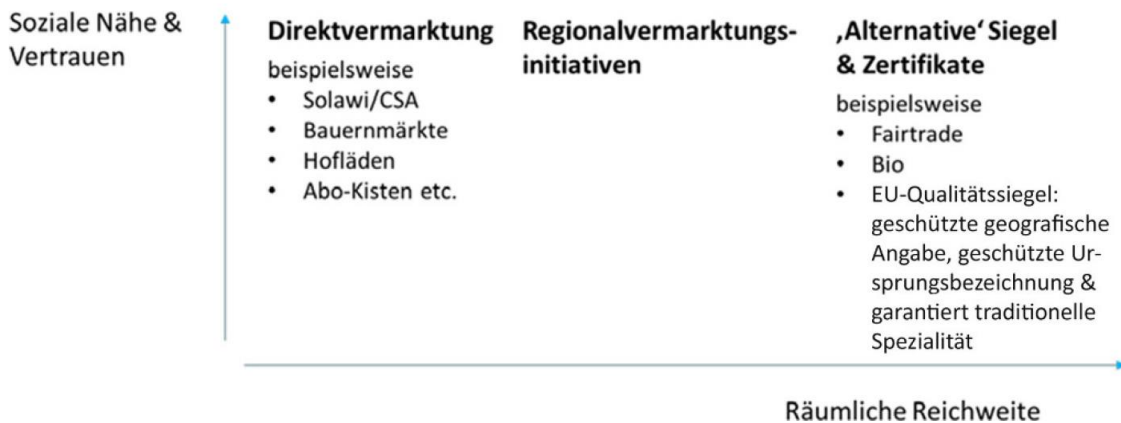 Soziale Nähe &
Vertrauen
Direktvermarktung
beispielsweise
• Solawi/CSA
• Bauernmärkte
• Hofläden
• Abo-Kisten etc.
Regionalvermarktungs-
initiativen
‚Alternative‘ Siegel
& Zertifikate
beispielsweise
• Fairtrade
• Bio
• EU-Qualitätssiegel:
geschützte geografische
Angabe, geschützte Ur-
sprungsbezeichnung &
garantiert traditionelle
Spezialität
Räumliche Reichweite